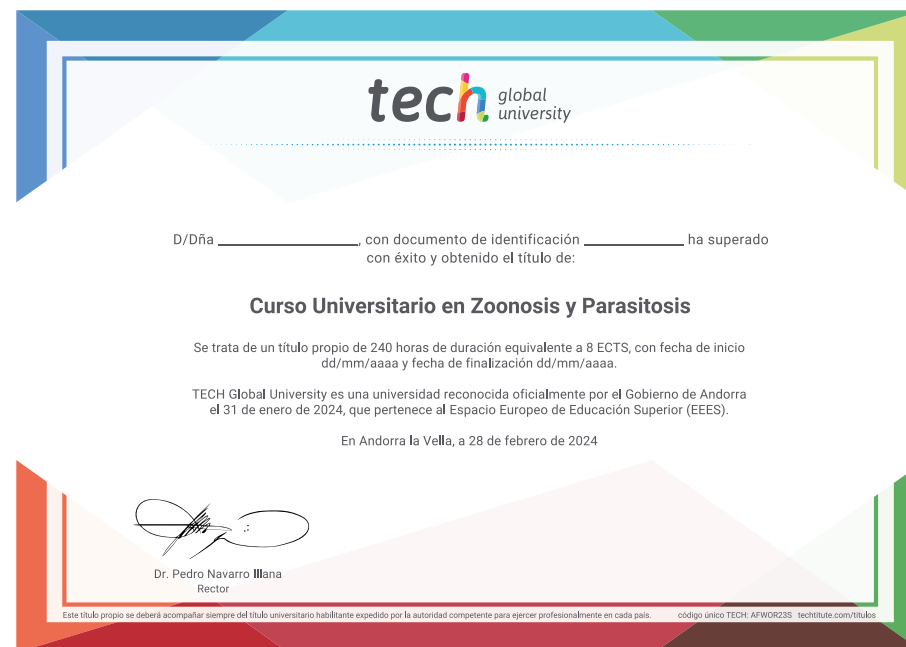 tech global university
D/Dña ____________________, con documento de identificación ______________ ha superado
con éxito y obtenido el título de:
Curso Universitario en Zoonosis y Parasitosis
Se trata de un título propio de 240 horas de duración equivalente a 8 ECTS, con fecha de inicio
dd/mm/aaaa y fecha de finalización dd/mm/aaaa.
TECH Global University es una universidad reconocida oficialmente por el Gobierno de Andorra
el 31 de enero de 2024, que pertenece al Espacio Europeo de Educación Superior (EEES).
En Andorra la Vella, a 28 de febrero de 2024
Dr. Pedro Navarro Illana
Rector
Este título propio se deberá acompañar siempre del título universitario habilitante expedido por la autoridad competente para ejercer profesionalmente en cada país. código único TECH: AFWOR23S techtitute.com/titulos